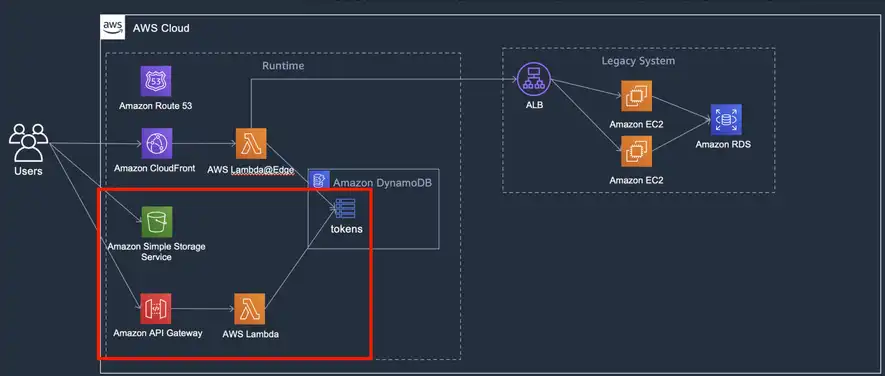 aws
AWS Cloud
Runtime
Legacy System
53
Amazon Route 53
ALB
Amazon EC2
Amazon RDS
Users
Amazon CloudFront
AWS Lambda@Edge
Amazon EC2
Amazon DynamoDB
tokens
Amazon Simple Storage
Service
Amazon API Gateway
AWS Lambda